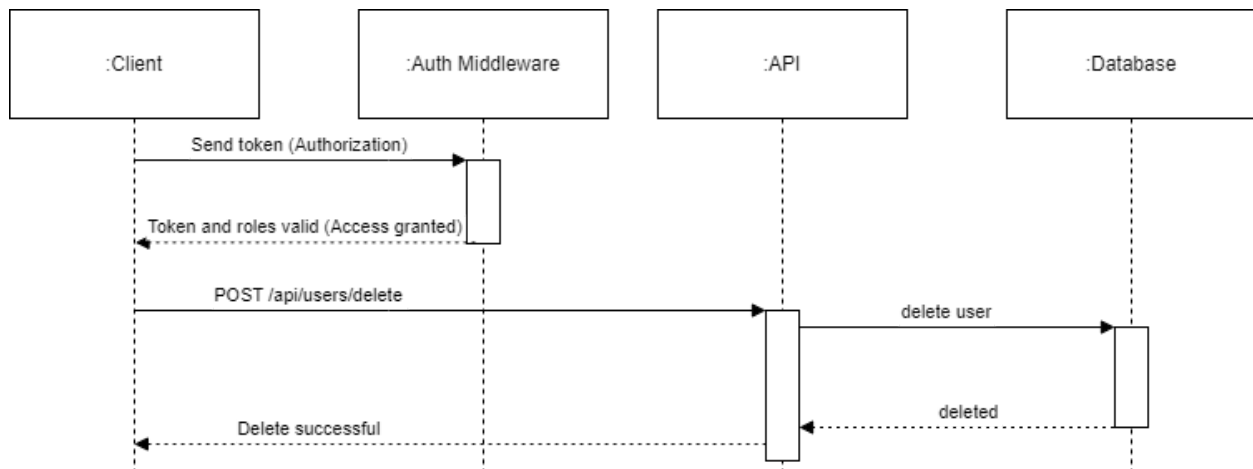 :Client
:Auth Middleware
:API
:Database
Send token (Authorization)
Token and roles valid (Access granted)
POST /api/users/delete
delete user
deleted
Delete successful